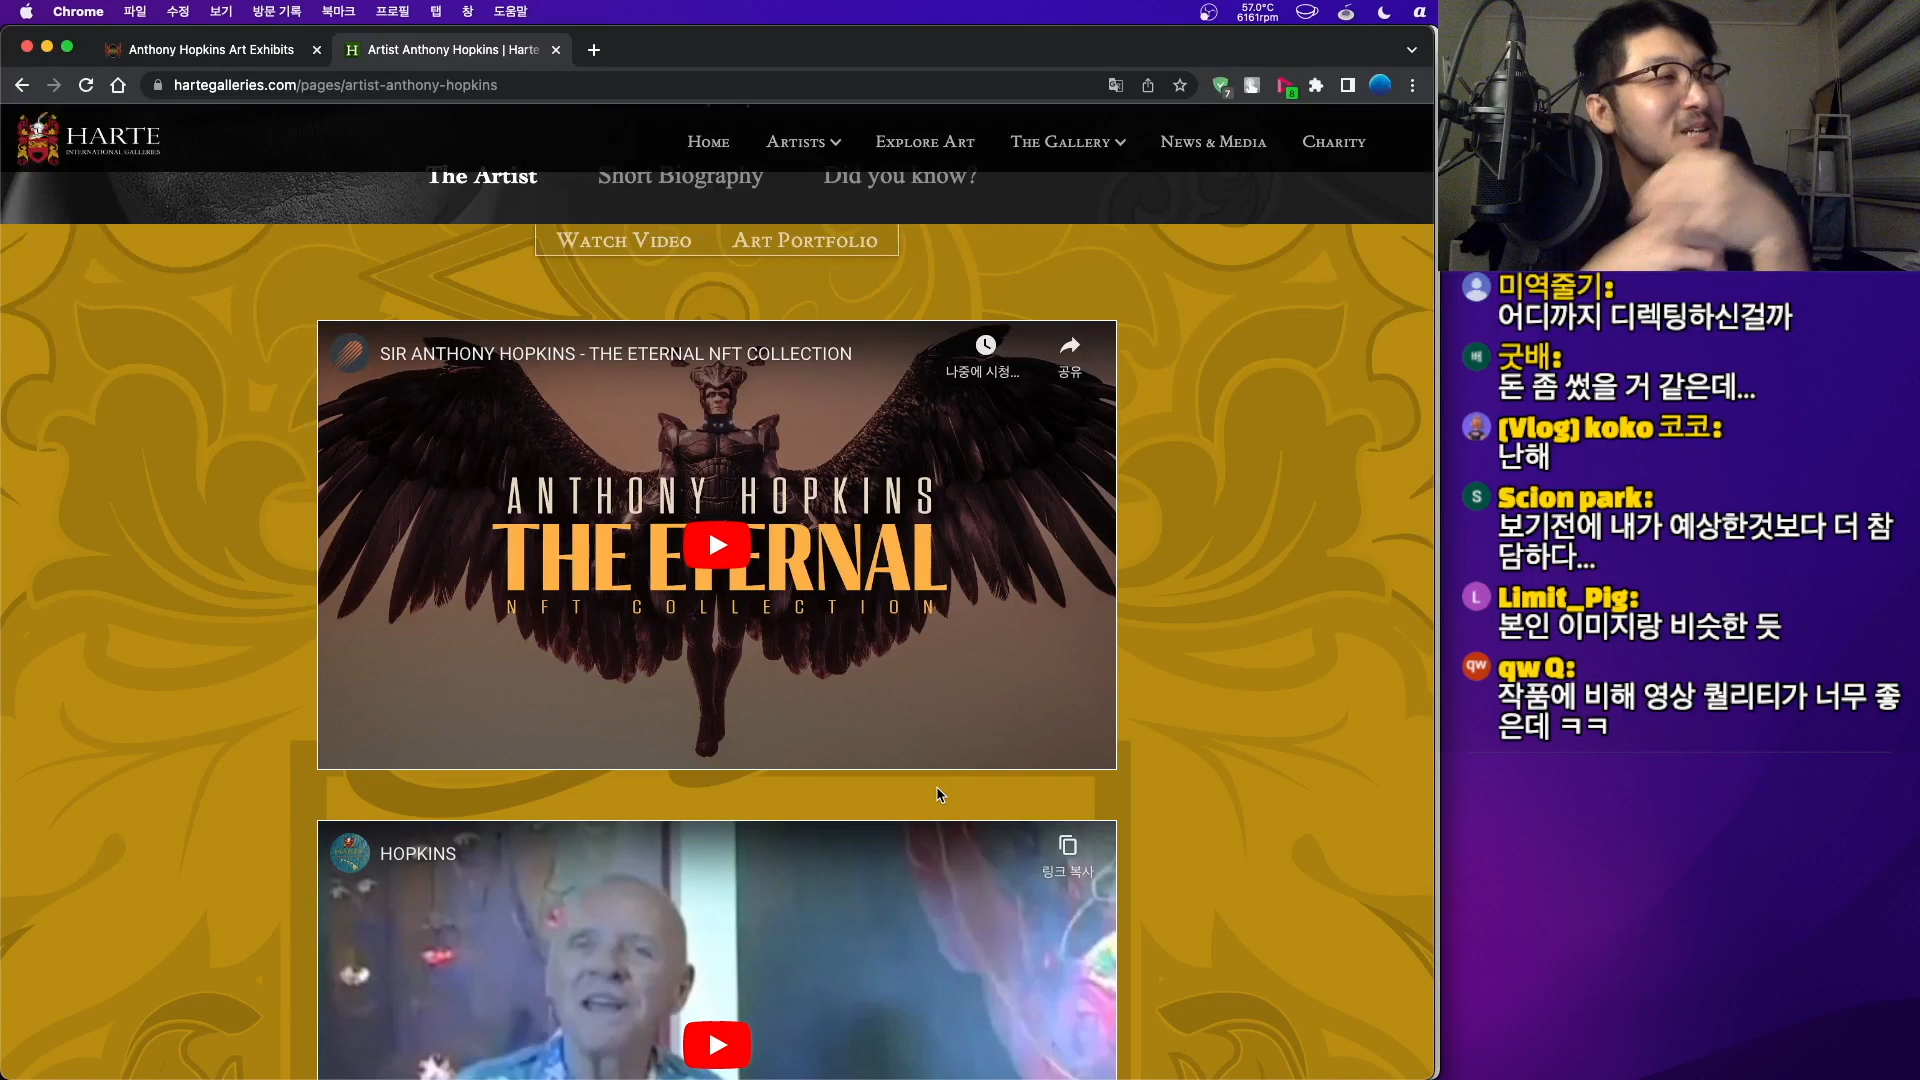 Chrome 파일 수정 보기 방문 기록 북마크 프로필 탭 창 도움말
57.0°C
6161rpm
Anthony Hopkins Art Exhibits
Artist Anthony Hopkins | Harte
hartegalleries.com/pages/artist-anthony-hopkins
7
8
HARTE
INTERNATIONAL GALLERIES
HOME ARTISTS EXPLORE ART THE GALLERY NEWS & MEDIA CHARITY
The Artist Short Biography Did you know?
WATCH VIDEO ART PORTFOLIO
SIR ANTHONY HOPKINS - THE ETERNAL NFT COLLECTION
나중에 시청...
공유
ANTHONY HOPKINS
THE ETERNAL
NFT COLLECTION
HOPKINS
링크 복사
미역줄기:
어디까지 디렉팅하신걸까
배
굿배:
돈 좀 썼을 거 같은데...
[Vlog] koko 코코:
난해
S
Scion park:
보기전에 내가 예상한것보다 더 참
담하다...
L
Limit_Pig:
본인 이미지랑 비슷한 듯
qw
qw Q:
작품에 비해 영상 퀄리티가 너무 좋
은데 ㅋㅋ